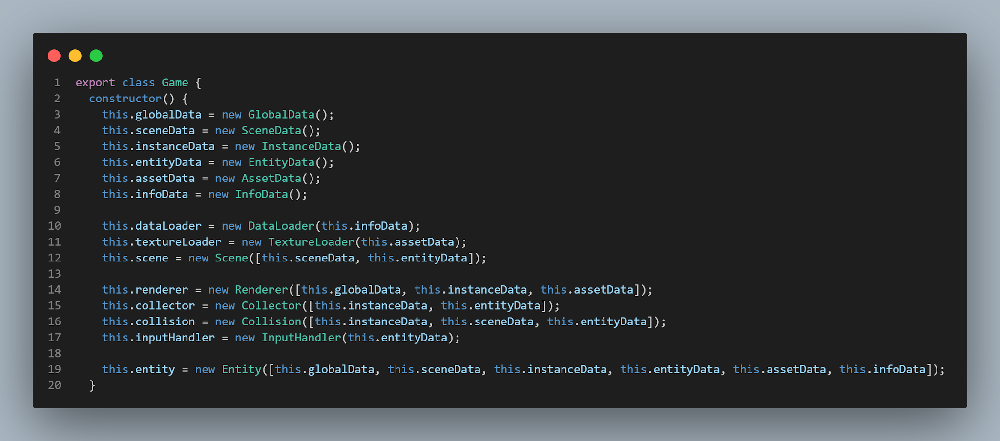 1 export class Game {
2   constructor() {
3     this.globalData = new GlobalData();
4     this.sceneData = new SceneData();
5     this.instanceData = new InstanceData();
6     this.entityData = new EntityData();
7     this.assetData = new AssetData();
8     this.infoData = new InfoData();
9
10     this.dataLoader = new DataLoader(this.infoData);
11     this.textureLoader = new TextureLoader(this.assetData);
12     this.scene = new Scene([this.sceneData, this.entityData]);
13
14     this.renderer = new Renderer([this.globalData, this.instanceData, this.assetData]);
15     this.collector = new Collector([this.instanceData, this.entityData]);
16     this.collision = new Collision([this.instanceData, this.sceneData, this.entityData]);
17     this.inputHandler = new InputHandler(this.entityData);
18
19     this.entity = new Entity([this.globalData, this.sceneData, this.instanceData, this.entityData, this.assetData, this.infoData]);
20   }